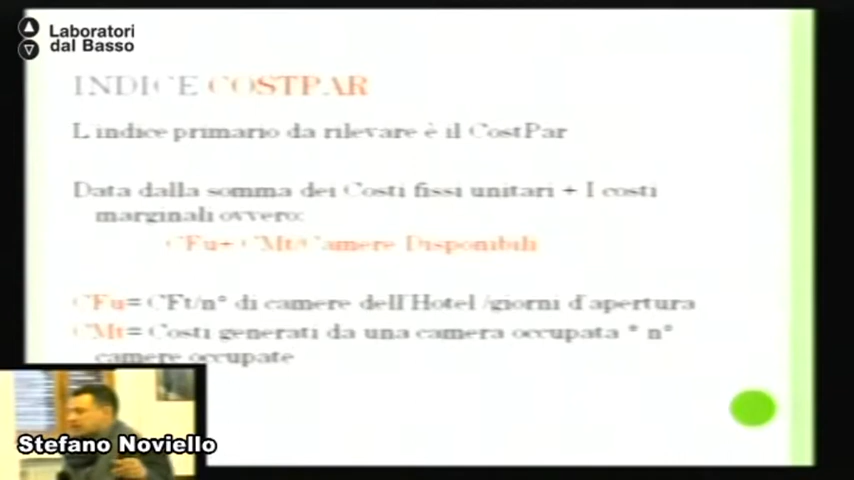 Laboratori
dal Basso
INDICE COSTPAR
L'indice primario da rilevare è il CostPar
Data dalla somma dei Costi fissi unitari + I costi
marginali ovvero:
CFu+ CMt/Camere Disponibili
CFu= CFt/n° di camere dell'Hotel /giorni d'apertura
CMt= Costi generati da una camera occupata * n°
camere occupate
Stefano Noviello